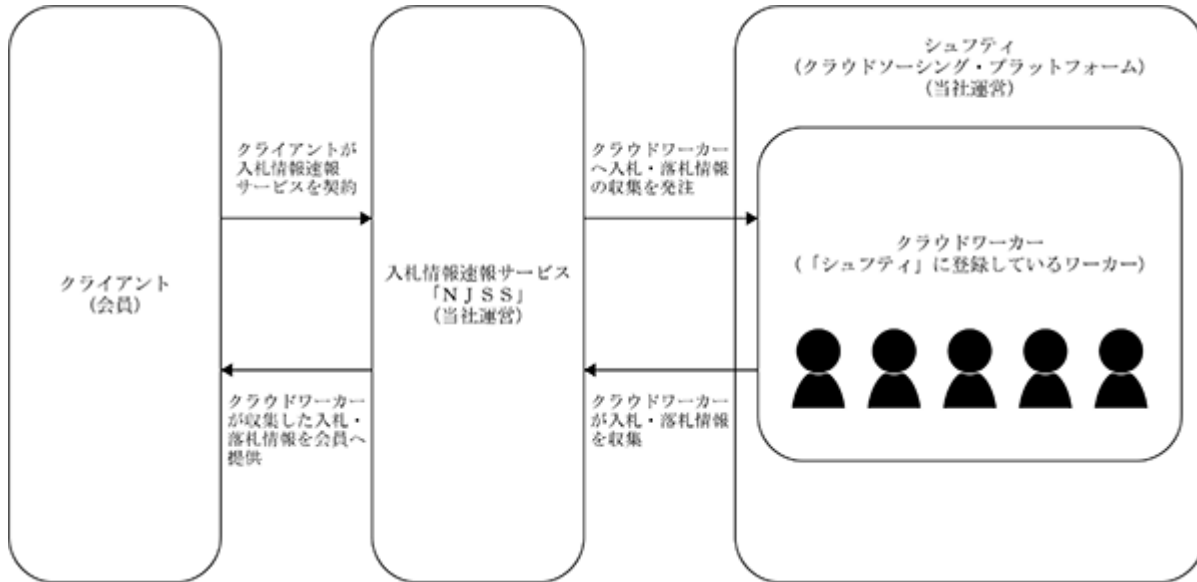 シュフティ
(クラウドソーシング・プラットフォーム)
(当社運営)
クライアントが
入札情報速報
サービスを契約
クラウドワーカー
へ入札・落札情報
の収集を発注
クライアント
(会員)
入札情報速報サービス
「ＮＪＳＳ」
(当社運営)
クラウドワーカー
(「シュフティ」に登録しているワーカー)
クラウドワーカー
が収集した入札・
落札情報を会員へ
提供
クラウドワーカー
が入札・落札情報
を収集